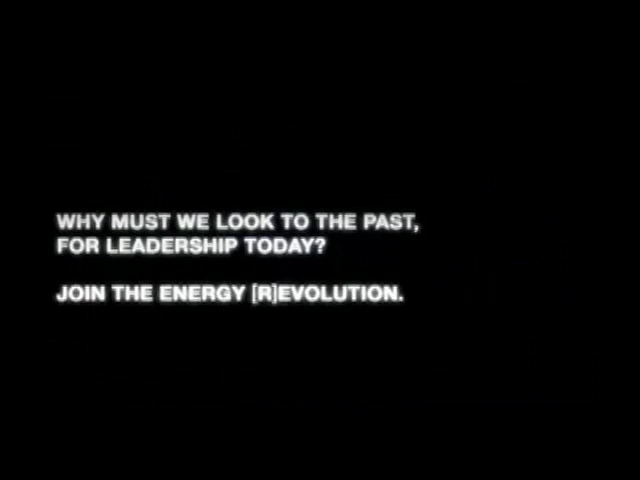 WHY MUST WE LOOK TO THE PAST,
FOR LEADERSHIP TODAY?
JOIN THE ENERGY [R]EVOLUTION.